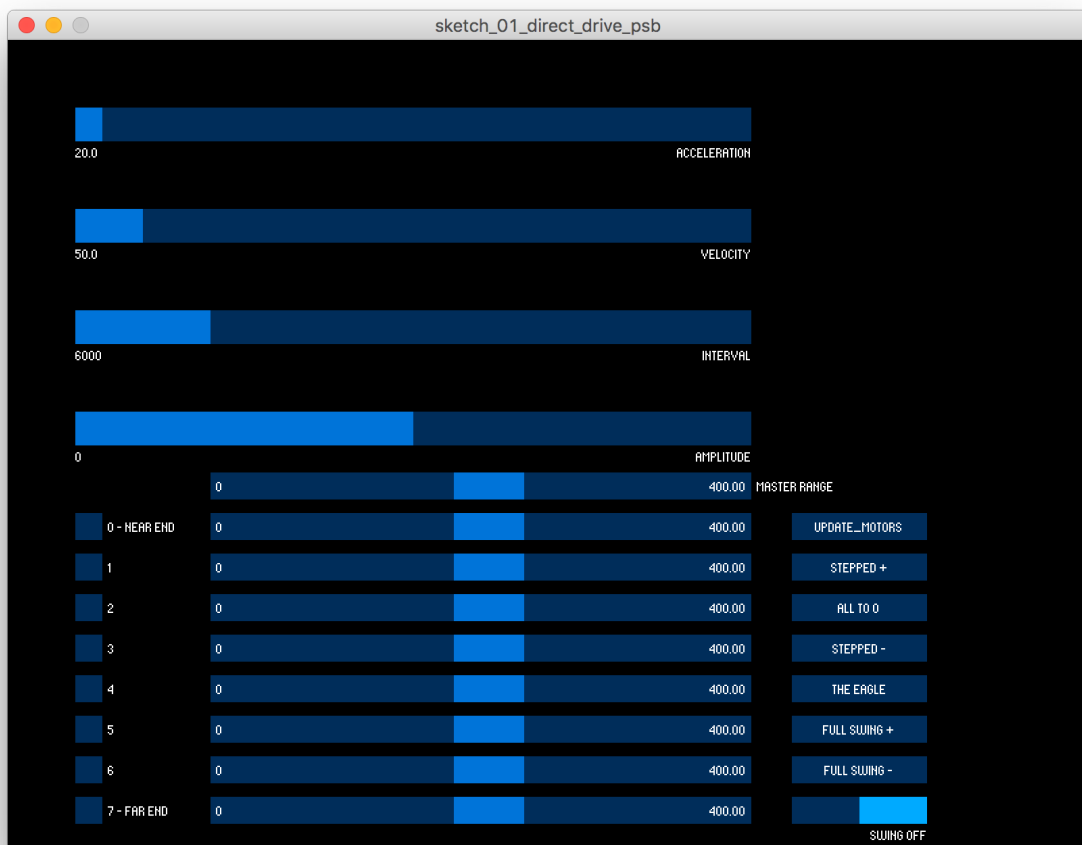 sketch_01_direct_drive_psb
20.0 ACCELERATION
50.0 VELOCITY
6000 INTERVAL
0 AMPLITUDE
0 400.00 MASTER RANGE
0 - NEAR END 0 400.00 UPDATE_MOTORS
1 0 400.00 STEPPED +
2 0 400.00 ALL TO 0
3 0 400.00 STEPPED -
4 0 400.00 THE EAGLE
5 0 400.00 FULL SWING +
6 0 400.00 FULL SWING -
7 - FAR END 0 400.00
SWING OFF